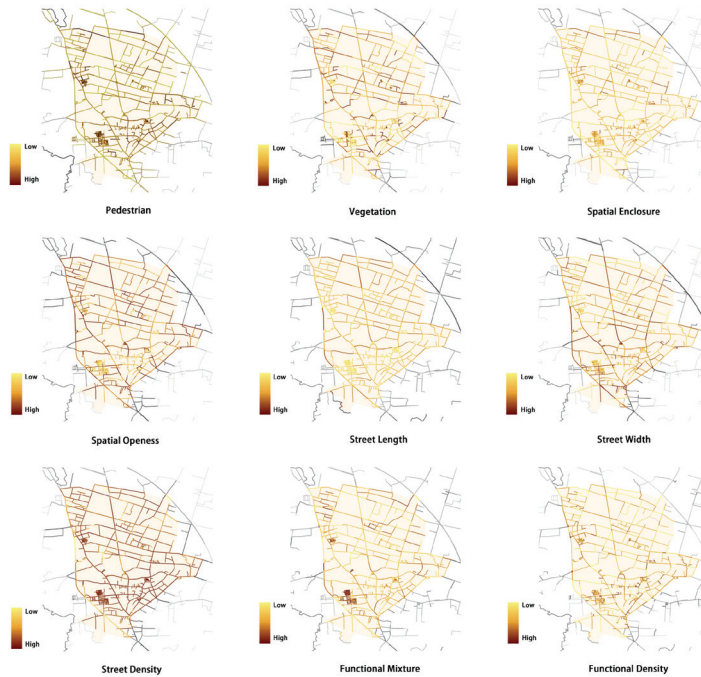 Low
High
Pedestrian
Low
High
Vegetation
Low
High
Spatial Enclosure
Low
High
Spatial Openess
Low
High
Street Length
Low
High
Street Width
Low
High
Street Density
Low
High
Functional Mixture
Low
High
Functional Density